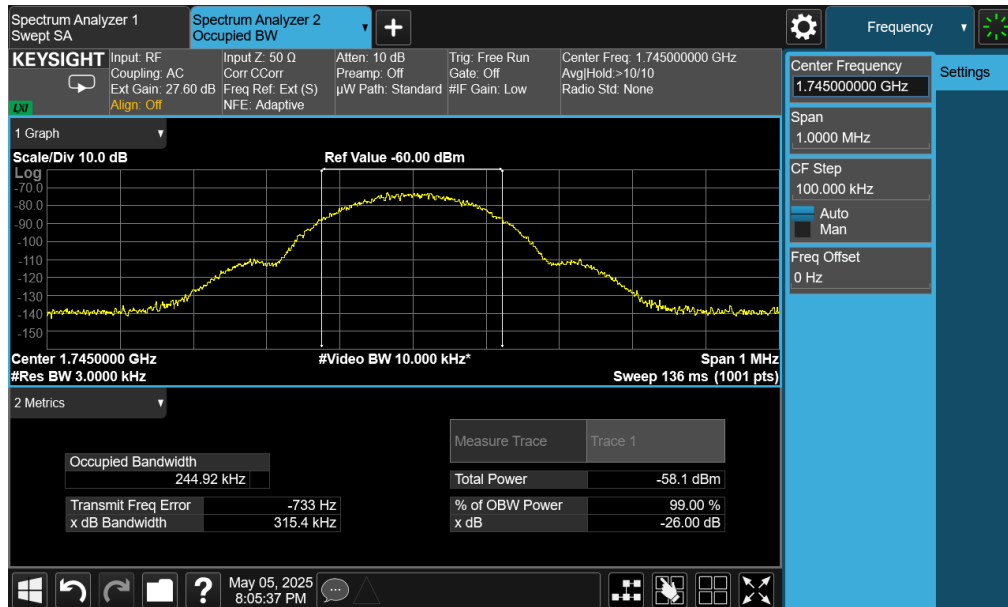 Spectrum Analyzer 1
Swept SA
Spectrum Analyzer 2
Occupied BW
Frequency
KEYSIGHT
LXI
Input: RF
Coupling: AC
Ext Gain: 27.60 dB
Align: Off
Input Z: 50 Ω
Corr CCorr
Freq Ref: Ext (S)
NFE: Adaptive
Atten: 10 dB
Preamp: Off
µW Path: Standard
Trig: Free Run
Gate: Off
#IF Gain: Low
Center Freq: 1.745000000 GHz
Avg|Hold:>10/10
Radio Std: None
Center Frequency
1.745000000 GHz
Settings
Span
1.0000 MHz
CF Step
100.000 kHz
Auto
Man
Freq Offset
0 Hz
1 Graph
Scale/Div 10.0 dB
Ref Value -60.00 dBm
Log
-70.0
-80.0
-90.0
-100
-110
-120
-130
-140
-150
Center 1.7450000 GHz
#Video BW 10.000 kHz*
Span 1 MHz
#Res BW 3.0000 kHz
Sweep 136 ms (1001 pts)
2 Metrics
Measure Trace
Trace 1
Occupied Bandwidth
244.92 kHz
Total Power
-58.1 dBm
Transmit Freq Error
-733 Hz
% of OBW Power
99.00 %
x dB Bandwidth
315.4 kHz
x dB
-26.00 dB
?
May 05, 2025
8:05:37 PM